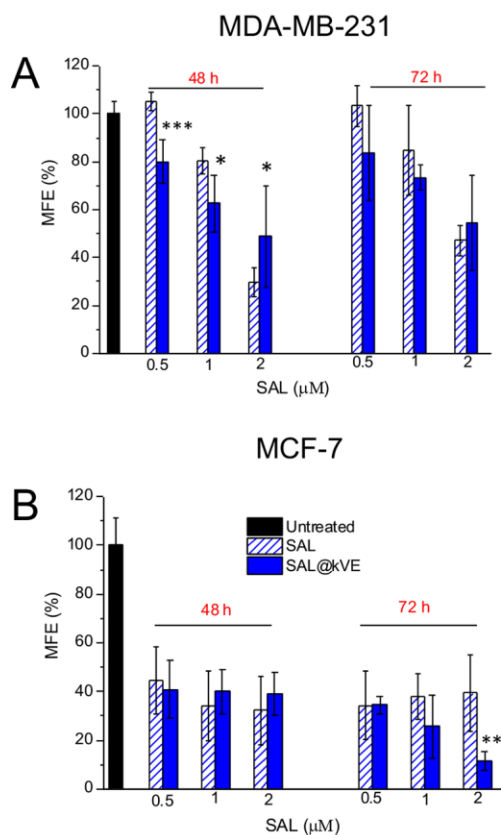 MDA-MB-231
A
120
100
80
60
40
20
0
MFE (%)
48 h
72 h
***
*
*
0.5 1 2 0.5 1 2
SAL (μM)
MCF-7
B
120
100
80
60
40
20
0
MFE (%)
Untreated
SAL
SAL@kVE
48 h
72 h
**
0.5 1 2 0.5 1 2
SAL (μM)